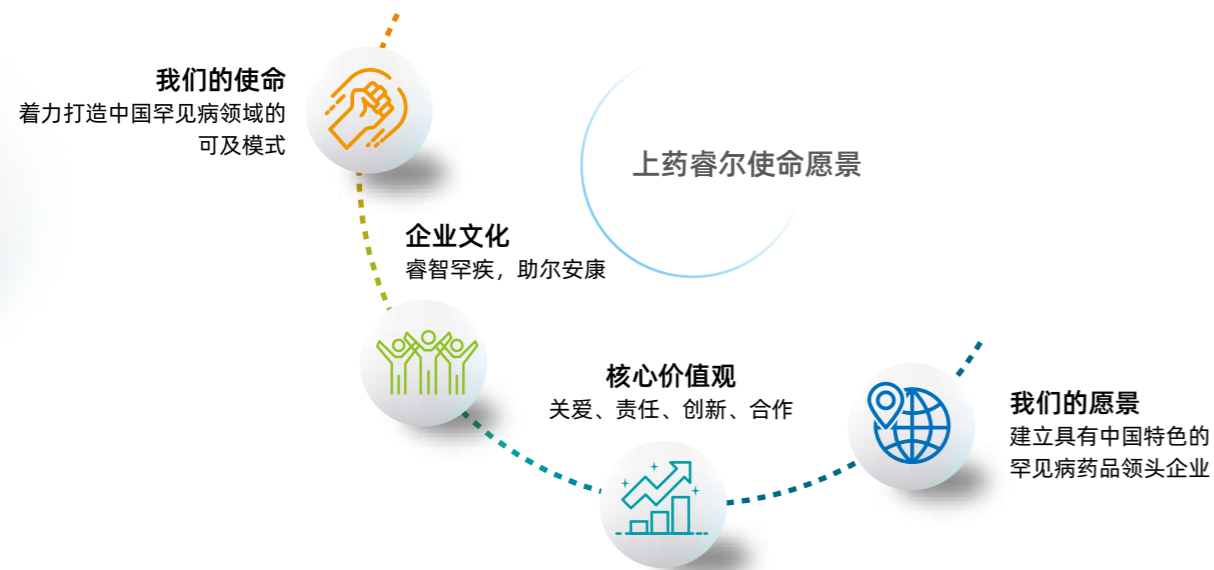 我们的使命
着力打造中国罕见病领域的
可及模式
上药睿尔使命愿景
企业文化
睿智罕疾，助尔安康
核心价值观
关爱、责任、创新、合作
我们的愿景
建立具有中国特色的
罕见病药品领头企业